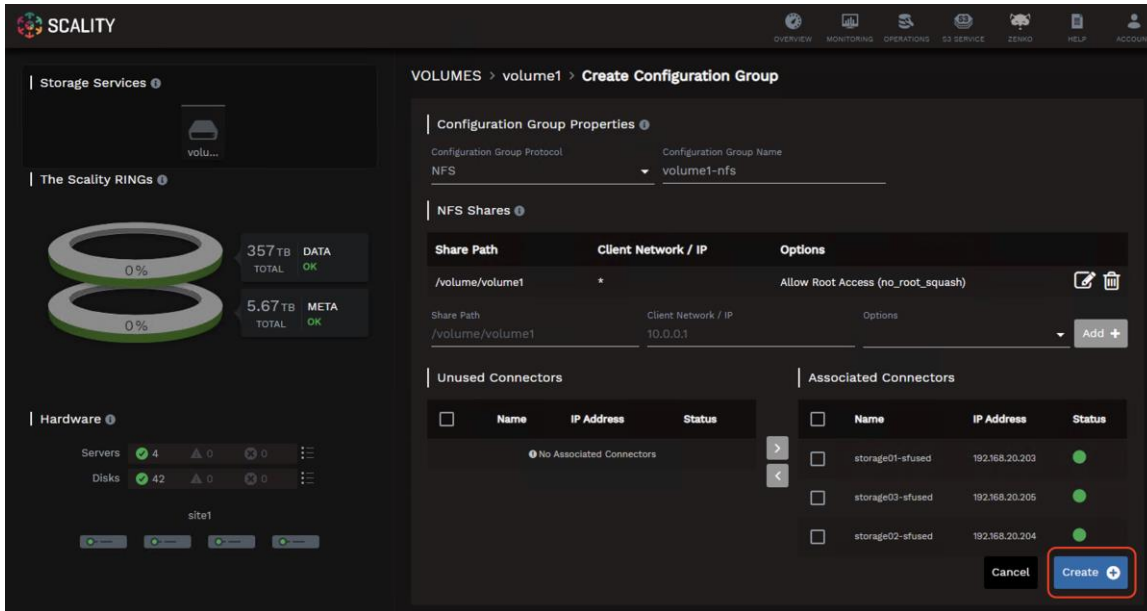 SCALITY
OVERVIEW MONITORING OPERATIONS S3 SERVICE ZENKO HELP ACCOUN
Storage Services
volu...
The Scality RINGs
0%
357TB DATA
TOTAL OK
0%
5.67TB META
TOTAL OK
Hardware
Servers 4 0 0
Disks 42 0 0
site1
VOLUMES > volume1 > Create Configuration Group
Configuration Group Properties
Configuration Group Protocol Configuration Group Name
NFS volume1-nfs
NFS Shares
Share Path Client Network / IP Options
/volume/volume1 * Allow Root Access (no_root_squash)
Share Path Client Network / IP Options
/volume/volume1 10.0.0.1 Add +
Unused Connectors
Name IP Address Status
No Associated Connectors
> 
<
Associated Connectors
Name IP Address Status
storage01-sfused 192.168.20.203
storage03-sfused 192.168.20.205
storage02-sfused 192.168.20.204
Cancel Create